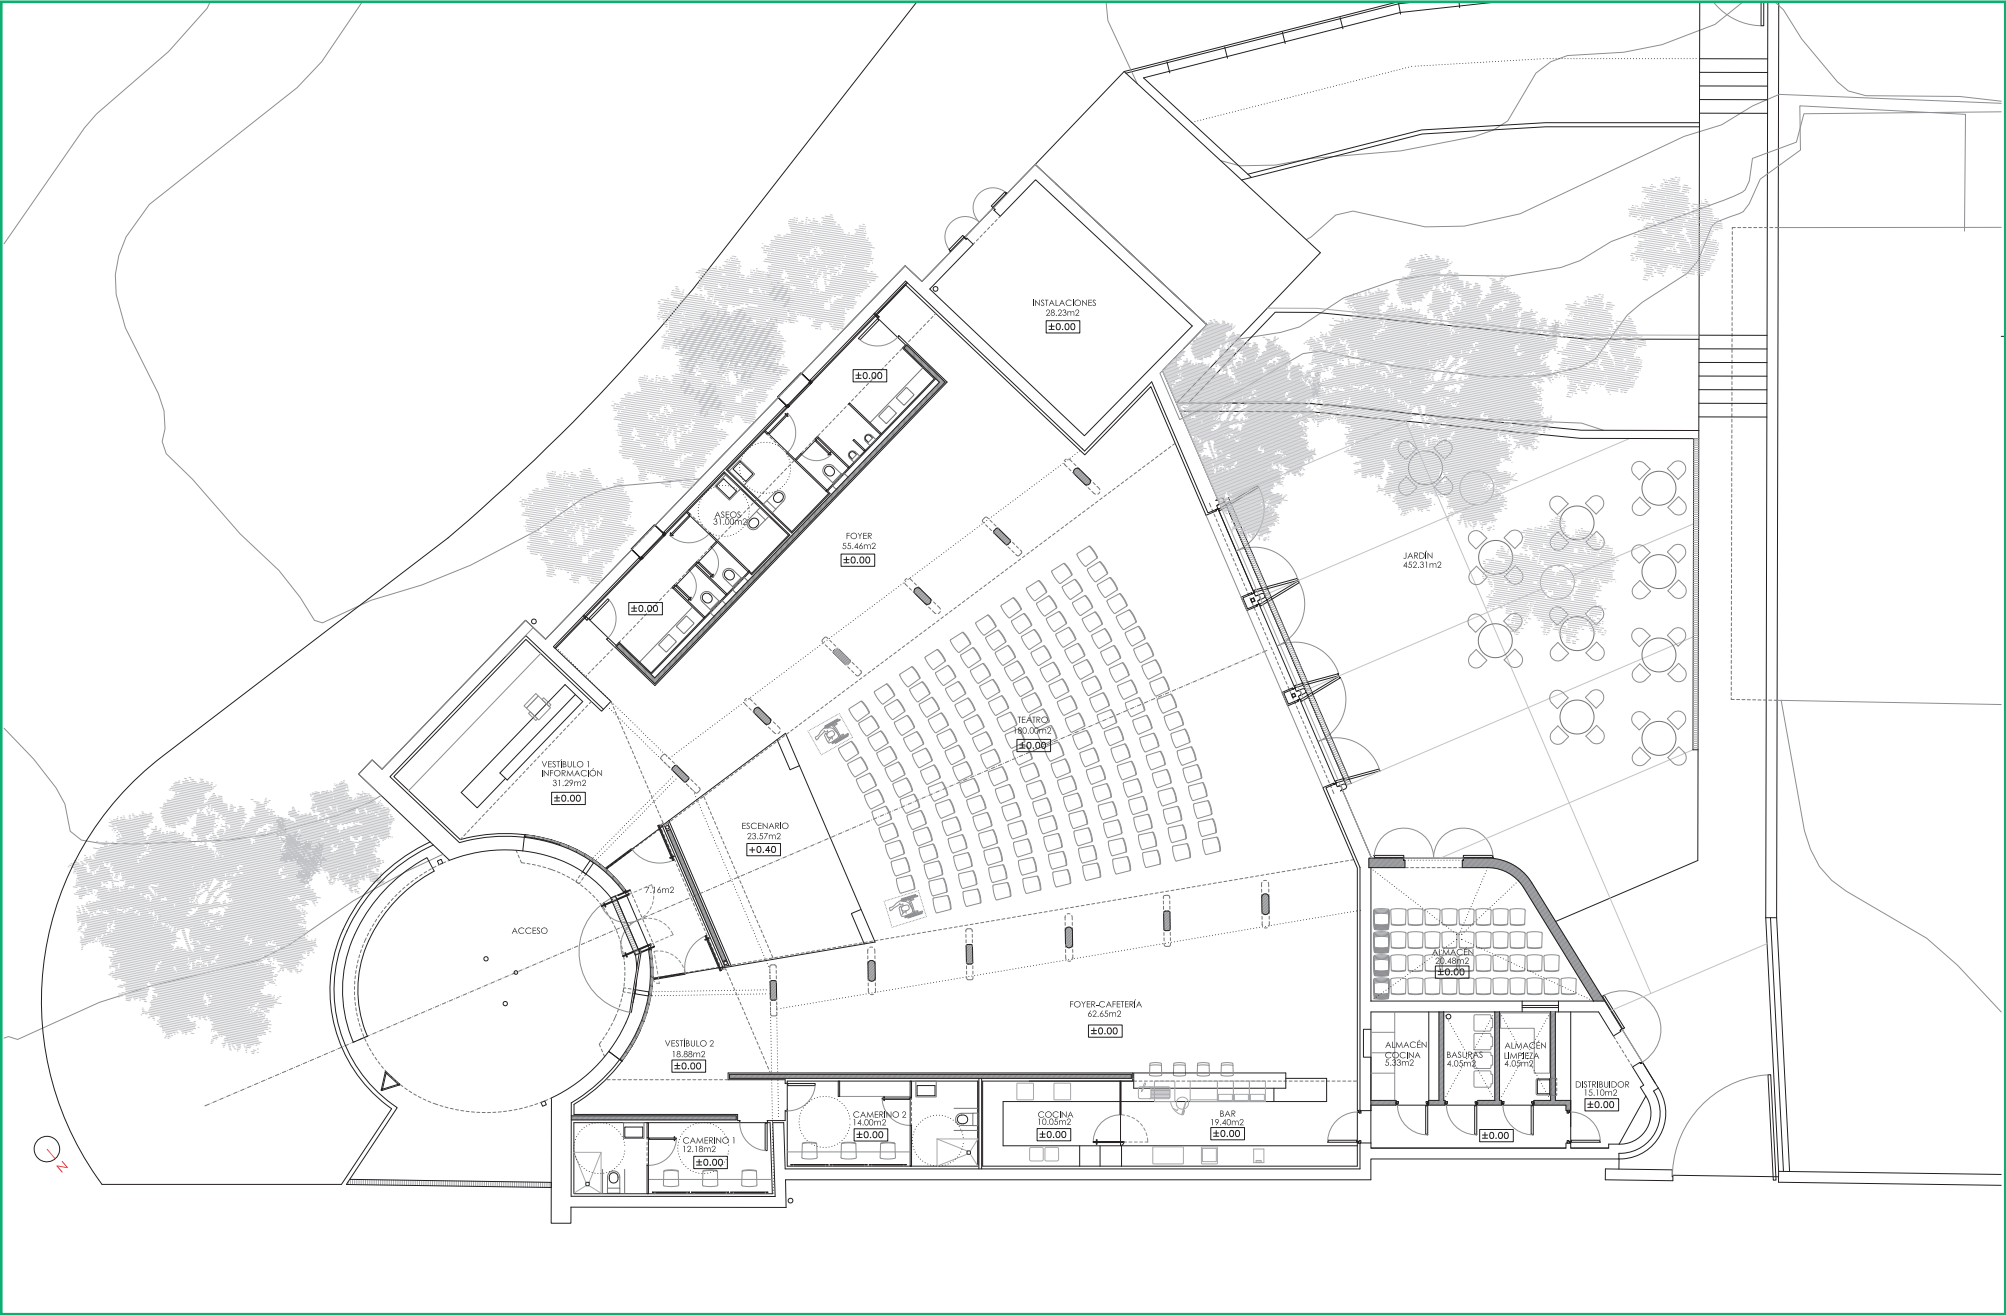 INSTALACIONES
28.23m2
±0.00
±0.00
ASEOS
31.00m2
FOYER
55.46m2
±0.00
JARDÍN
452.31m2
±0.00
TEATRO
180.00m2
±0.00
VESTÍBULO 1
INFORMACIÓN
31.29m2
±0.00
ESCENARIO
23.57m2
+0.40
7.16m2
ACCESO
ALMACÉN
20.48m2
±0.00
FOYER-CAFETERÍA
62.65m2
±0.00
VESTÍBULO 2
18.88m2
±0.00
ALMACÉN
COCINA
5.33m2
BASURAS
4.05m2
ALMACÉN
LIMPIEZA
4.05m2
DISTRIBUIDOR
15.10m2
±0.00
CAMERINO 2
14.00m2
±0.00
COCINA
10.05m2
±0.00
BAR
19.40m2
±0.00
±0.00
CAMERINO 1
12.18m2
±0.00
N